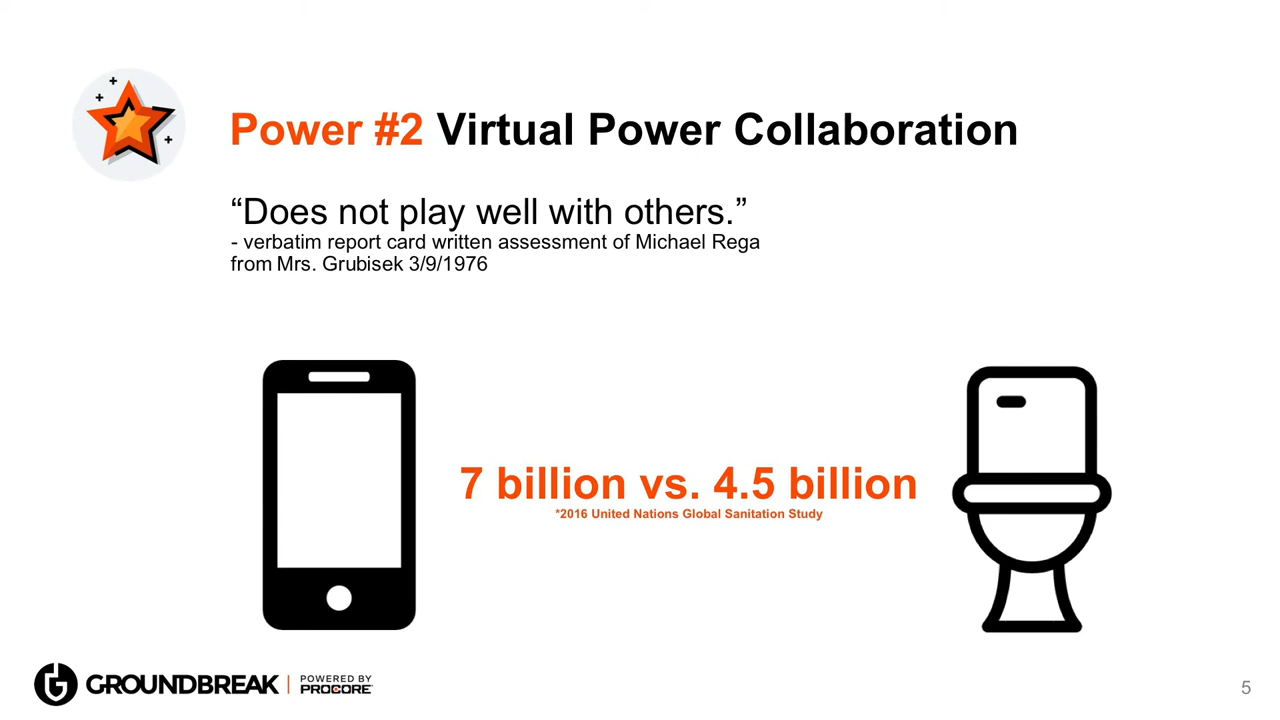 Power #2 Virtual Power Collaboration
“Does not play well with others.”
- verbatim report card written assessment of Michael Rega
from Mrs. Grubisek 3/9/1976
7 billion vs. 4.5 billion
*2016 United Nations Global Sanitation Study
GROUNDBREAK
POWERED BY
PROCORE
5